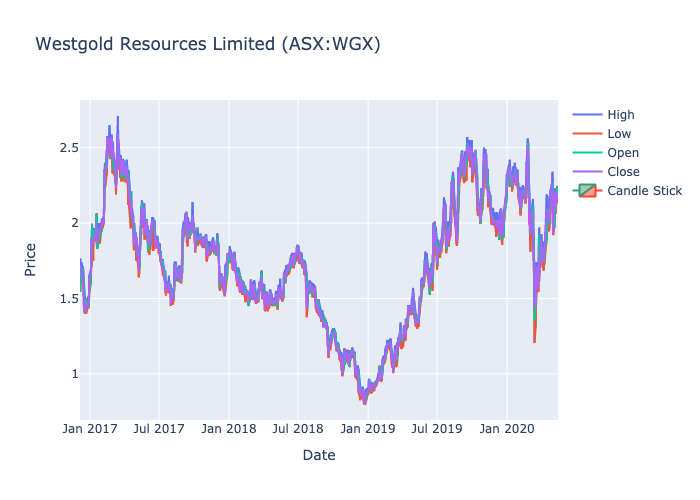 Westgold Resources Limited (ASX:WGX)
High
Low
Open
Close
Candle Stick
Price
2.5
2
1.5
1
Jan 2017
Jul 2017
Jan 2018
Jul 2018
Jan 2019
Jul 2019
Jan 2020
Date